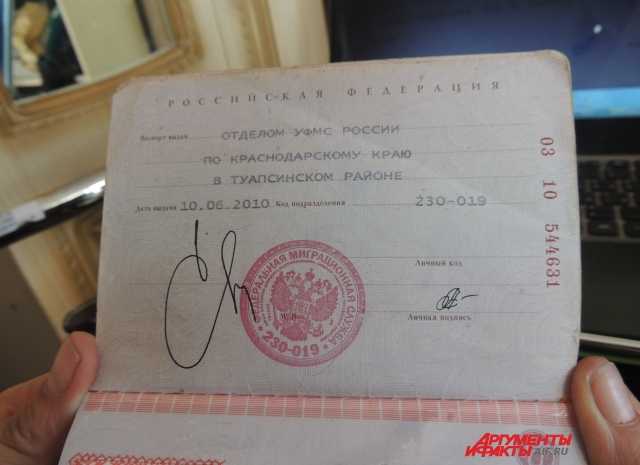 РОССИЙСКАЯ ФЕДЕРАЦИЯ
Паспорт выдан ОТДЕЛОМ УФМС РОССИИ
ПО КРАСНОДАРСКОМУ КРАЮ
В ТУАПСИНСКОМ РАЙОНЕ
Дата выдачи 10.06.2010 Код подразделения 230-019
03 10 544631
Личный код
ФЕДЕРАЛЬНАЯ МИГРАЦИОННАЯ СЛУЖБА
М.П.
• 230-019 •
Личная подпись
АРГУМЕНТЫ
И ФАКТЫ AIF.RU